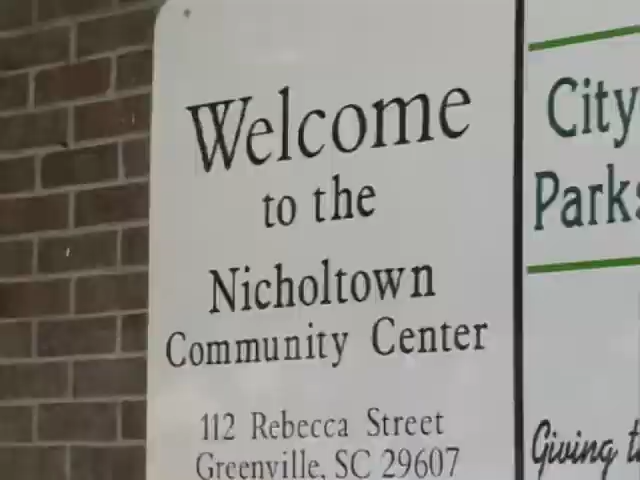 Welcome
to the
Nicholtown
Community Center
112 Rebecca Street
Greenville, SC 29607
City
Parks
Giving